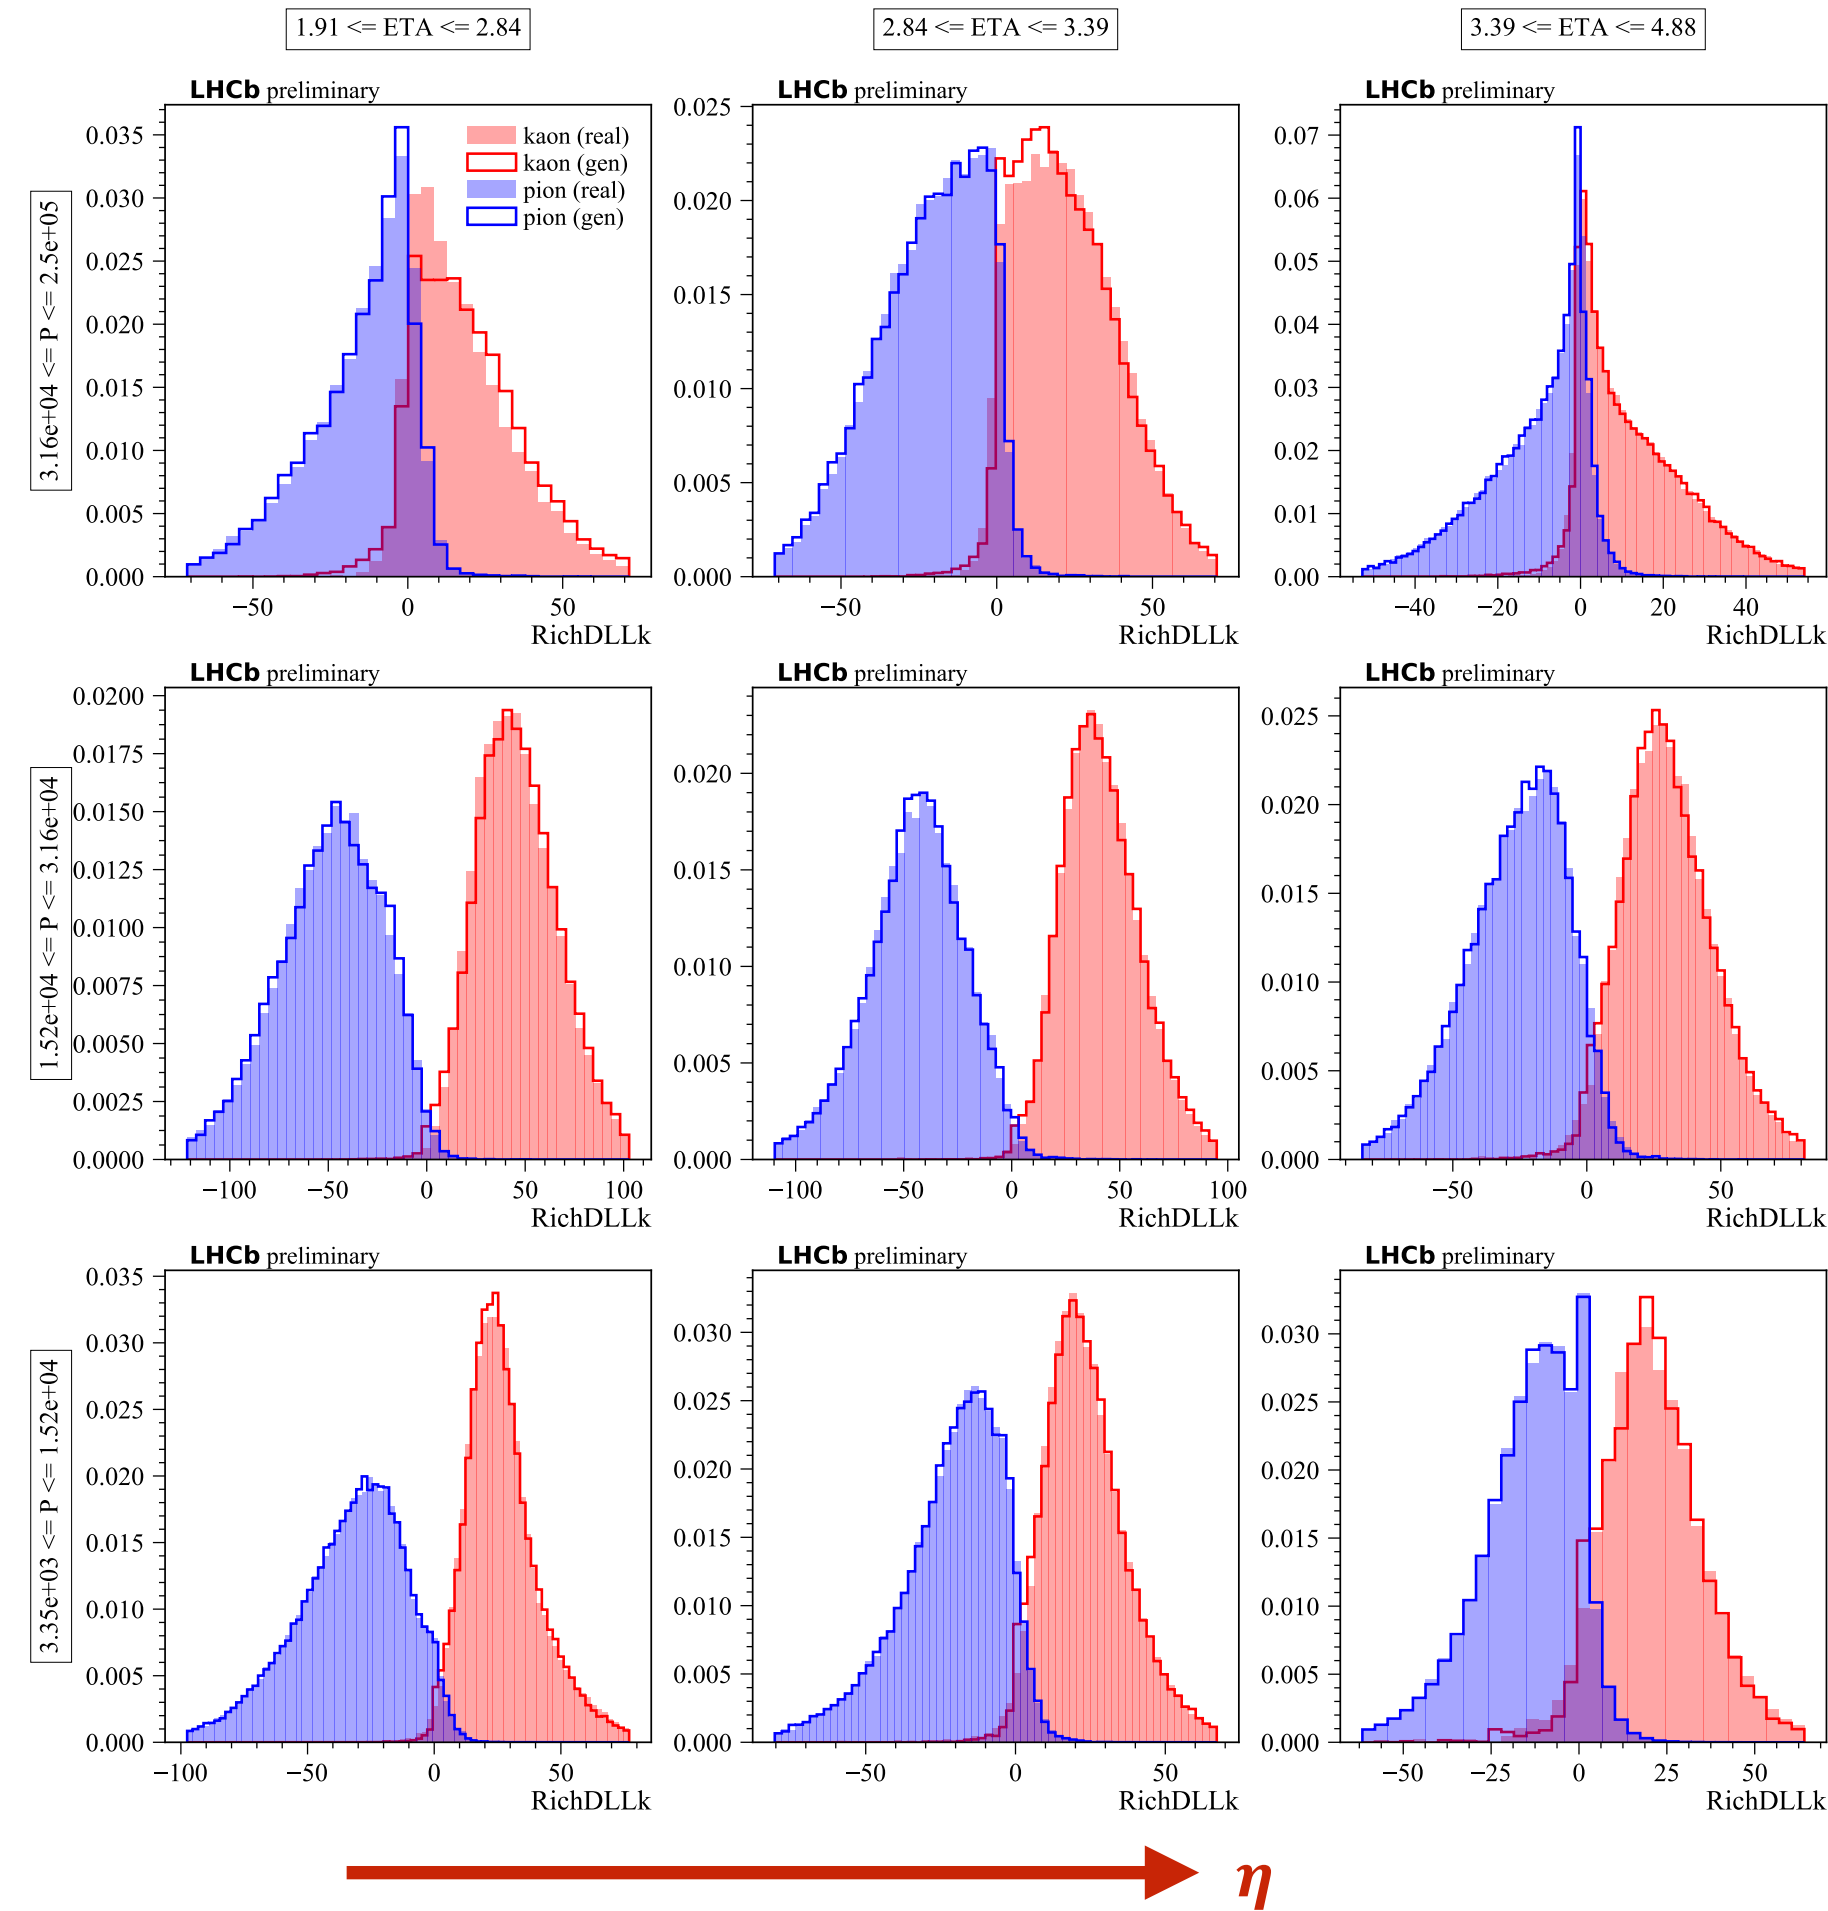 1.91 <= ETA <= 2.84
2.84 <= ETA <= 3.39
3.39 <= ETA <= 4.88
3.16e+04 <= P <= 2.5e+05
LHCb preliminary
kaon (real)
kaon (gen)
pion (real)
pion (gen)
0.035
0.030
0.025
0.020
0.015
0.010
0.005
0.000
−50 0 50
RichDLLk
LHCb preliminary
0.025
0.020
0.015
0.010
0.005
0.000
−50 0 50
RichDLLk
LHCb preliminary
0.07
0.06
0.05
0.04
0.03
0.02
0.01
0.00
−40 −20 0 20 40
RichDLLk
1.52e+04 <= P <= 3.16e+04
LHCb preliminary
0.0200
0.0175
0.0150
0.0125
0.0100
0.0075
0.0050
0.0025
0.0000
−100 −50 0 50 100
RichDLLk
LHCb preliminary
0.020
0.015
0.010
0.005
0.000
−100 −50 0 50 100
RichDLLk
LHCb preliminary
0.025
0.020
0.015
0.010
0.005
0.000
−50 0 50
RichDLLk
3.35e+03 <= P <= 1.52e+04
LHCb preliminary
0.035
0.030
0.025
0.020
0.015
0.010
0.005
0.000
−100 −50 0 50
RichDLLk
LHCb preliminary
0.030
0.025
0.020
0.015
0.010
0.005
0.000
−50 0 50
RichDLLk
LHCb preliminary
0.030
0.025
0.020
0.015
0.010
0.005
0.000
−50 −25 0 25 50
RichDLLk
η